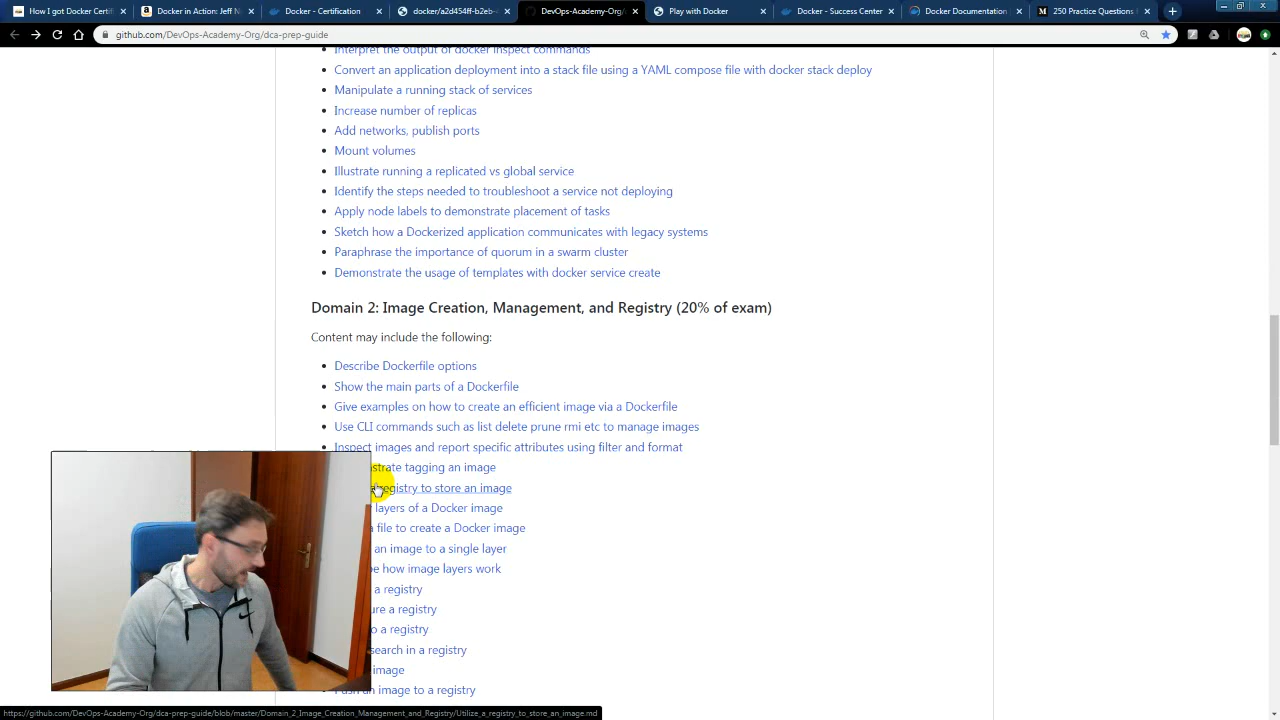 How I got Docker Certif
Docker in Action: Jeff N
Docker - Certification
docker/a2d454ff-b2eb-
DevOps-Academy-Org/
Play with Docker
Docker - Success Center
Docker Documentation
250 Practice Questions
github.com/DevOps-Academy-Org/dca-prep-guide
Interpret the output of docker inspect commands
Convert an application deployment into a stack file using a YAML compose file with docker stack deploy
Manipulate a running stack of services
Increase number of replicas
Add networks, publish ports
Mount volumes
Illustrate running a replicated vs global service
Identify the steps needed to troubleshoot a service not deploying
Apply node labels to demonstrate placement of tasks
Sketch how a Dockerized application communicates with legacy systems
Paraphrase the importance of quorum in a swarm cluster
Demonstrate the usage of templates with docker service create
Domain 2: Image Creation, Management, and Registry (20% of exam)
Content may include the following:
Describe Dockerfile options
Show the main parts of a Dockerfile
Give examples on how to create an efficient image via a Dockerfile
Use CLI commands such as list delete prune rmi etc to manage images
Inspect images and report specific attributes using filter and format
strate tagging an image
registry to store an image
layers of a Docker image
a file to create a Docker image
an image to a single layer
be how image layers work
a registry
ure a registry
o a registry
search in a registry
image
Push an image to a registry
https://github.com/DevOps-Academy-Org/dca-prep-guide/blob/master/Domain_2_Image_Creation_Management_and_Registry/Utilize_a_registry_to_store_an_image.md